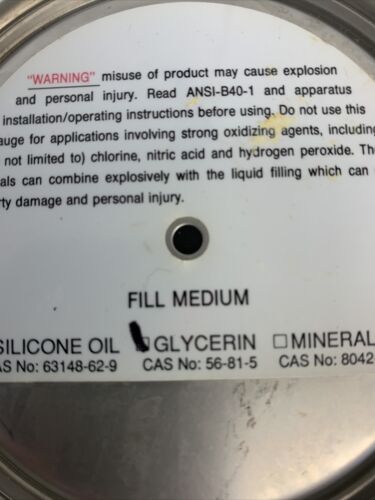 "WARNING" misuse of product may cause explosion
and personal injury. Read ANSI-B40-1 and apparatus
installation/operating instructions before using. Do not use this
auge for applications involving strong oxidizing agents, including
not limited to) chlorine, nitric acid and hydrogen peroxide. The
als can combine explosively with the liquid filling which can
rty damage and personal injury.
FILL MEDIUM
SILICONE OIL GLYCERIN MINERAL
AS No: 63148-62-9 CAS No: 56-81-5 CAS No: 8042